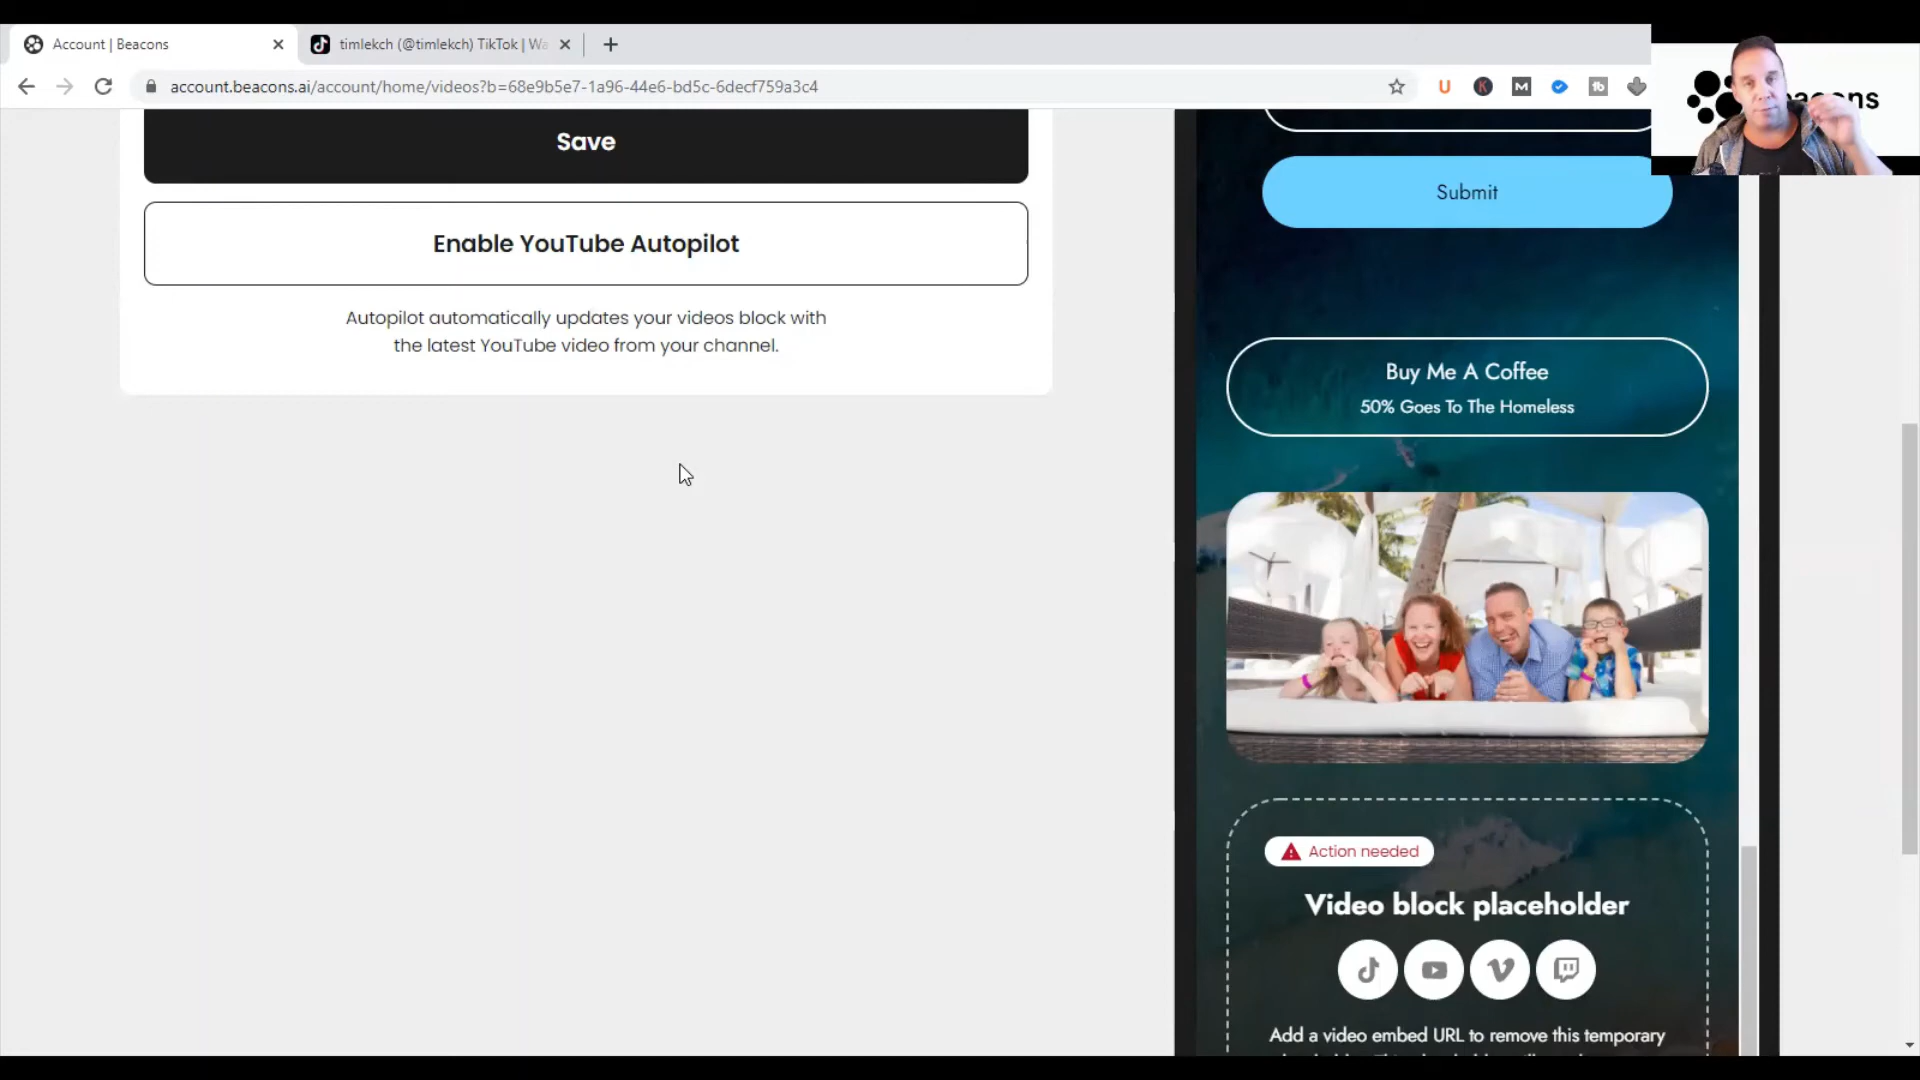 Account | Beacons
timlekch (@timlekch) TikTok | Wa
account.beacons.ai/account/home/videos?b=68e9b5e7-1a96-44e6-bd5c-6decf759a3c4
Save
Enable YouTube Autopilot
Autopilot automatically updates your videos block with
the latest YouTube video from your channel.
Submit
Buy Me A Coffee
50% Goes To The Homeless
Action needed
Video block placeholder
Add a video embed URL to remove this temporary